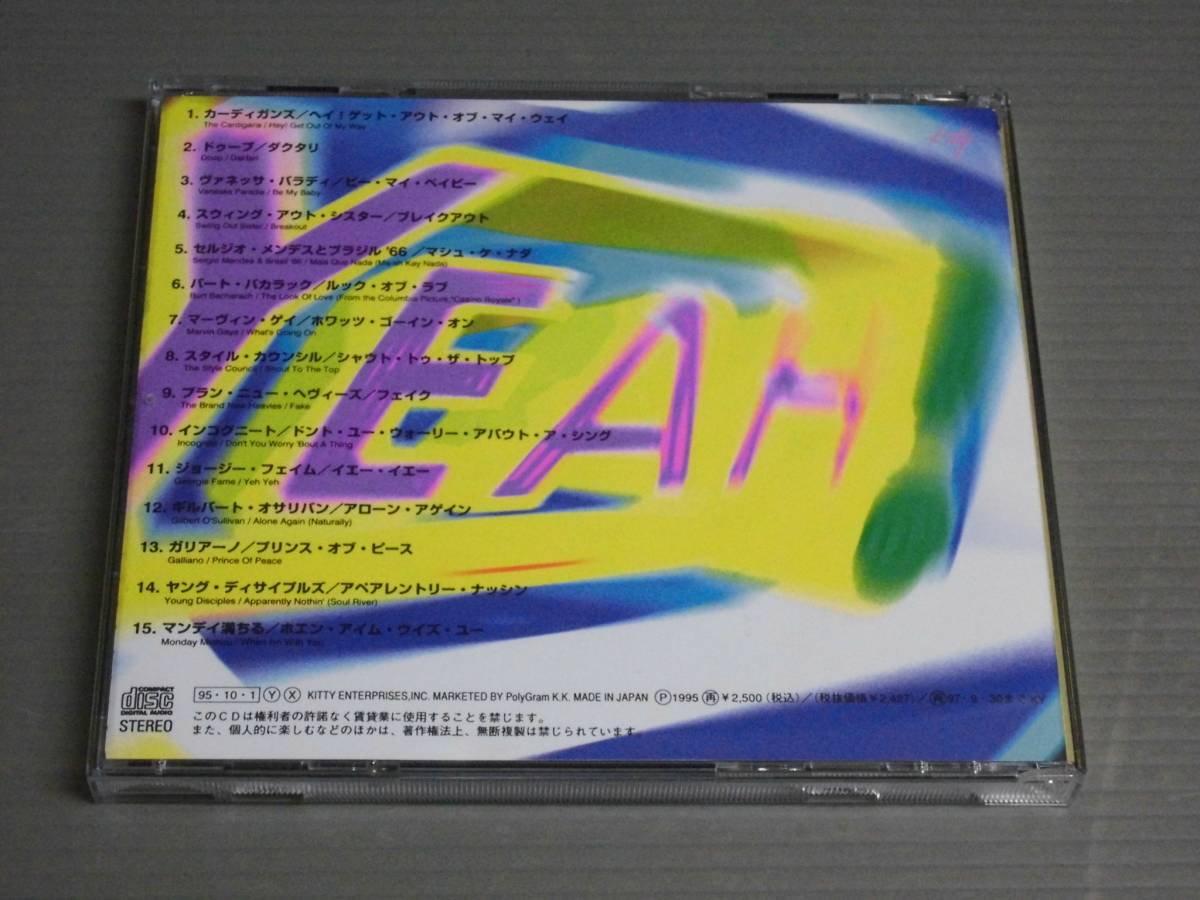 YEAH
1. カーディガンズ／ヘイ！ゲット・アウト・オブ・マイ・ウェイ
The Cardigans / Hey! Get Out Of My Way
2. ドゥープ／ダクタリ
Doop / Daktari
3. ヴァネッサ・パラディ／ビー・マイ・ベイビー
Vanessa Paradis / Be My Baby
4. スウィング・アウト・シスター／ブレイクアウト
Swing Out Sister / Breakout
5. セルジオ・メンデスとブラジル '66 ／マシュ・ケ・ナダ
Sergio Mendes & Brasil '66 / Mais Que Nada (Ma-sh Kay Nada)
6. バート・バカラック／ルック・オブ・ラブ
Burt Bacharach / The Look Of Love (From the Columbia Picture,"Casino Royale" )
7. マーヴィン・ゲイ／ホワッツ・ゴーイン・オン
Marvin Gaye / What's Going On
8. スタイル・カウンシル／シャウト・トゥ・ザ・トップ
The Style Council / Shout To The Top
9. ブラン・ニュー・ヘヴィーズ／フェイク
The Brand New Heavies / Fake
10. インコグニート／ドント・ユー・ウォーリー・アバウト・ア・シング
Incognito / Don't You Worry 'Bout A Thing
11. ジョージー・フェイム／イエー・イエー
Georgie Fame / Yeh Yeh
12. ギルバート・オサリバン／アローン・アゲイン
Gilbert O'Sullivan / Alone Again (Naturally)
13. ガリアーノ／プリンス・オブ・ピース
Galliano / Prince Of Peace
14. ヤング・ディサイプルズ／アペアレントリー・ナッシン
Young Disciples / Apparently Nothin' (Soul River)
15. マンデイ満ちる／ホエン・アイム・ウイズ・ユー
Monday Michiru / When I'm With You
COMPACT disc DIGITAL AUDIO
STEREO
95・10・1 Ⓨ Ⓧ KITTY ENTERPRISES,INC. MARKETED BY PolyGram K.K. MADE IN JAPAN Ⓟ1995 ㊞¥2,500（税込）／（税抜価格¥2,427）／ 97・9・30まで KY
このCDは権利者の許諾なく賃貸業に使用することを禁じます。
また、個人的に楽しむなどのほかは、著作権法上、無断複製は禁じられています。